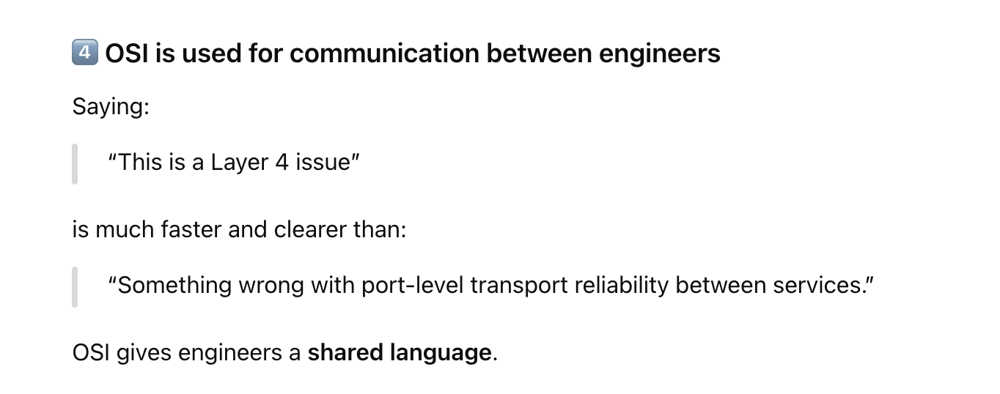 4️⃣ OSI is used for communication between engineers
Saying:
“This is a Layer 4 issue”
is much faster and clearer than:
“Something wrong with port-level transport reliability between services.”
OSI gives engineers a shared language.